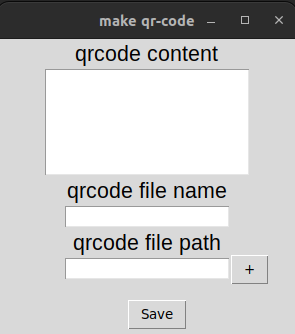 make qr-code
qrcode content
qrcode file name
qrcode file path
+
Save